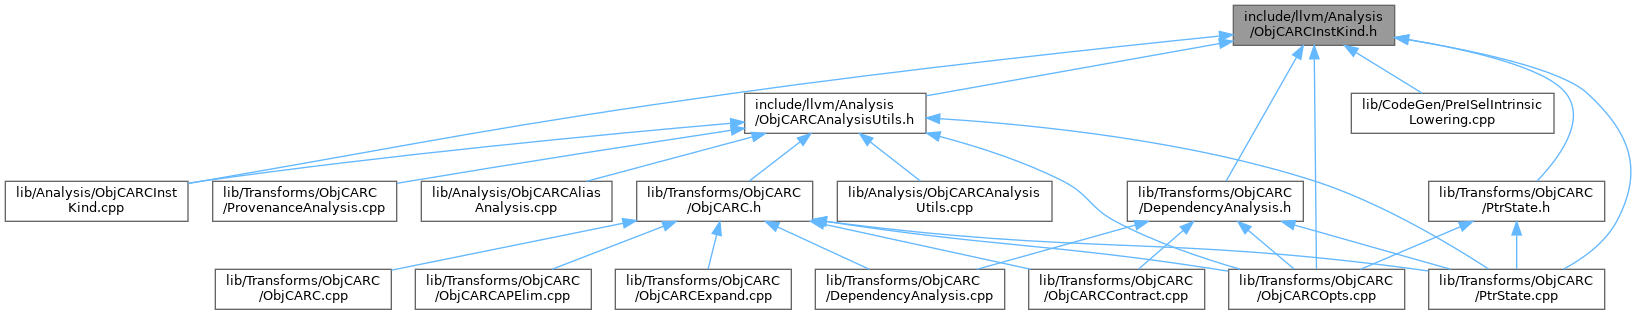 include/llvm/Analysis
/ObjCARCInstKind.h
include/llvm/Analysis
/ObjCARCAnalysisUtils.h
lib/CodeGen/PreISelIntrinsic
Lowering.cpp
lib/Analysis/ObjCARCInst
Kind.cpp
lib/Transforms/ObjCARC
/ProvenanceAnalysis.cpp
lib/Analysis/ObjCARCAlias
Analysis.cpp
lib/Transforms/ObjCARC
/ObjCARC.h
lib/Analysis/ObjCARCAnalysis
Utils.cpp
lib/Transforms/ObjCARC
/DependencyAnalysis.h
lib/Transforms/ObjCARC
/PtrState.h
lib/Transforms/ObjCARC
/ObjCARC.cpp
lib/Transforms/ObjCARC
/ObjCARCAPElim.cpp
lib/Transforms/ObjCARC
/ObjCARCExpand.cpp
lib/Transforms/ObjCARC
/DependencyAnalysis.cpp
lib/Transforms/ObjCARC
/ObjCARCContract.cpp
lib/Transforms/ObjCARC
/ObjCARCOpts.cpp
lib/Transforms/ObjCARC
/PtrState.cpp